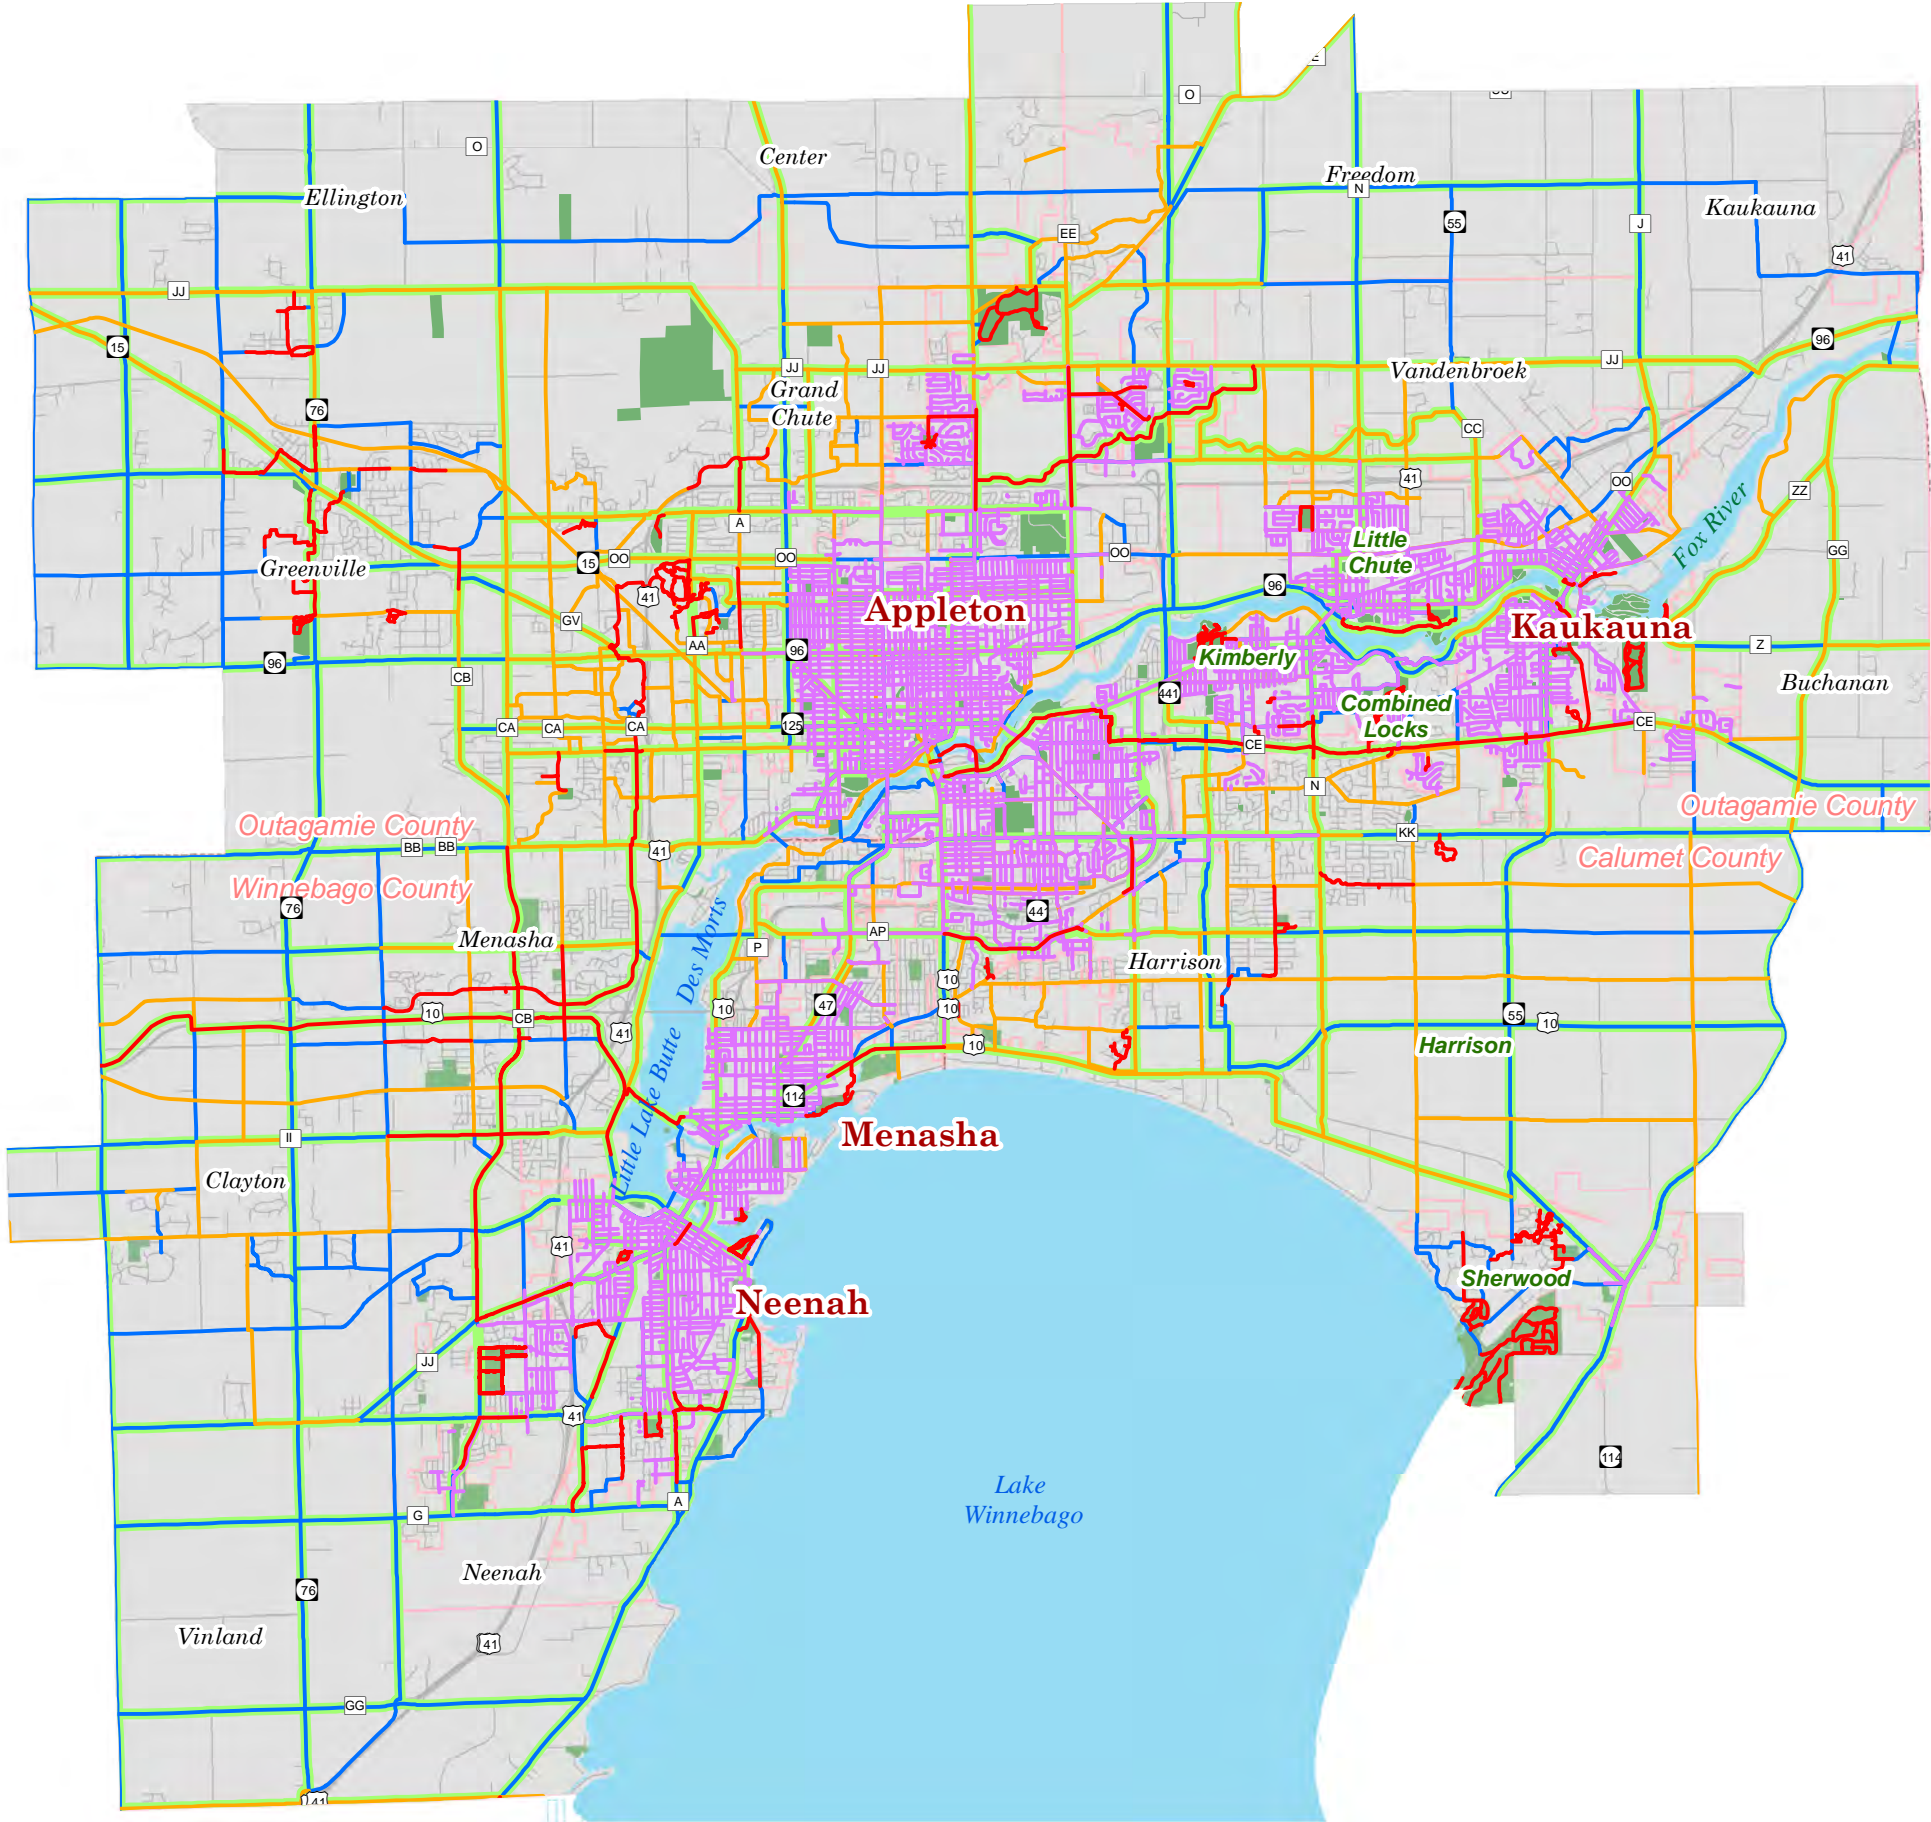 E
O
O
Center
Freedom
N
Ellington
Kaukauna
55
J
EE
41
JJ
15
96
JJ
JJ
JJ
Vandenbroek
Grand
Chute
76
CC
41
OO
ZZ
A
Fox River
Little
Chute
OO
OO
OO
GG
15
Greenville
96
41
Appleton
GV
Kaukauna
AA
96
Z
96
Kimberly
CB
Buchanan
441
Combined
Locks
125
CA
CA
CA
CE
CE
N
Outagamie County
Outagamie County
KK
BB
BB
41
Calumet County
Winnebago County
76
441
AP
Menasha
P
Des Morts
Harrison
10
10
10
47
10
CB
55
10
41
10
Harrison
Little Lake Butte
114
Menasha
II
Clayton
41
Sherwood
Neenah
JJ
41
114
Lake
Winnebago
A
G
Neenah
76
Vinland
41
GG
41